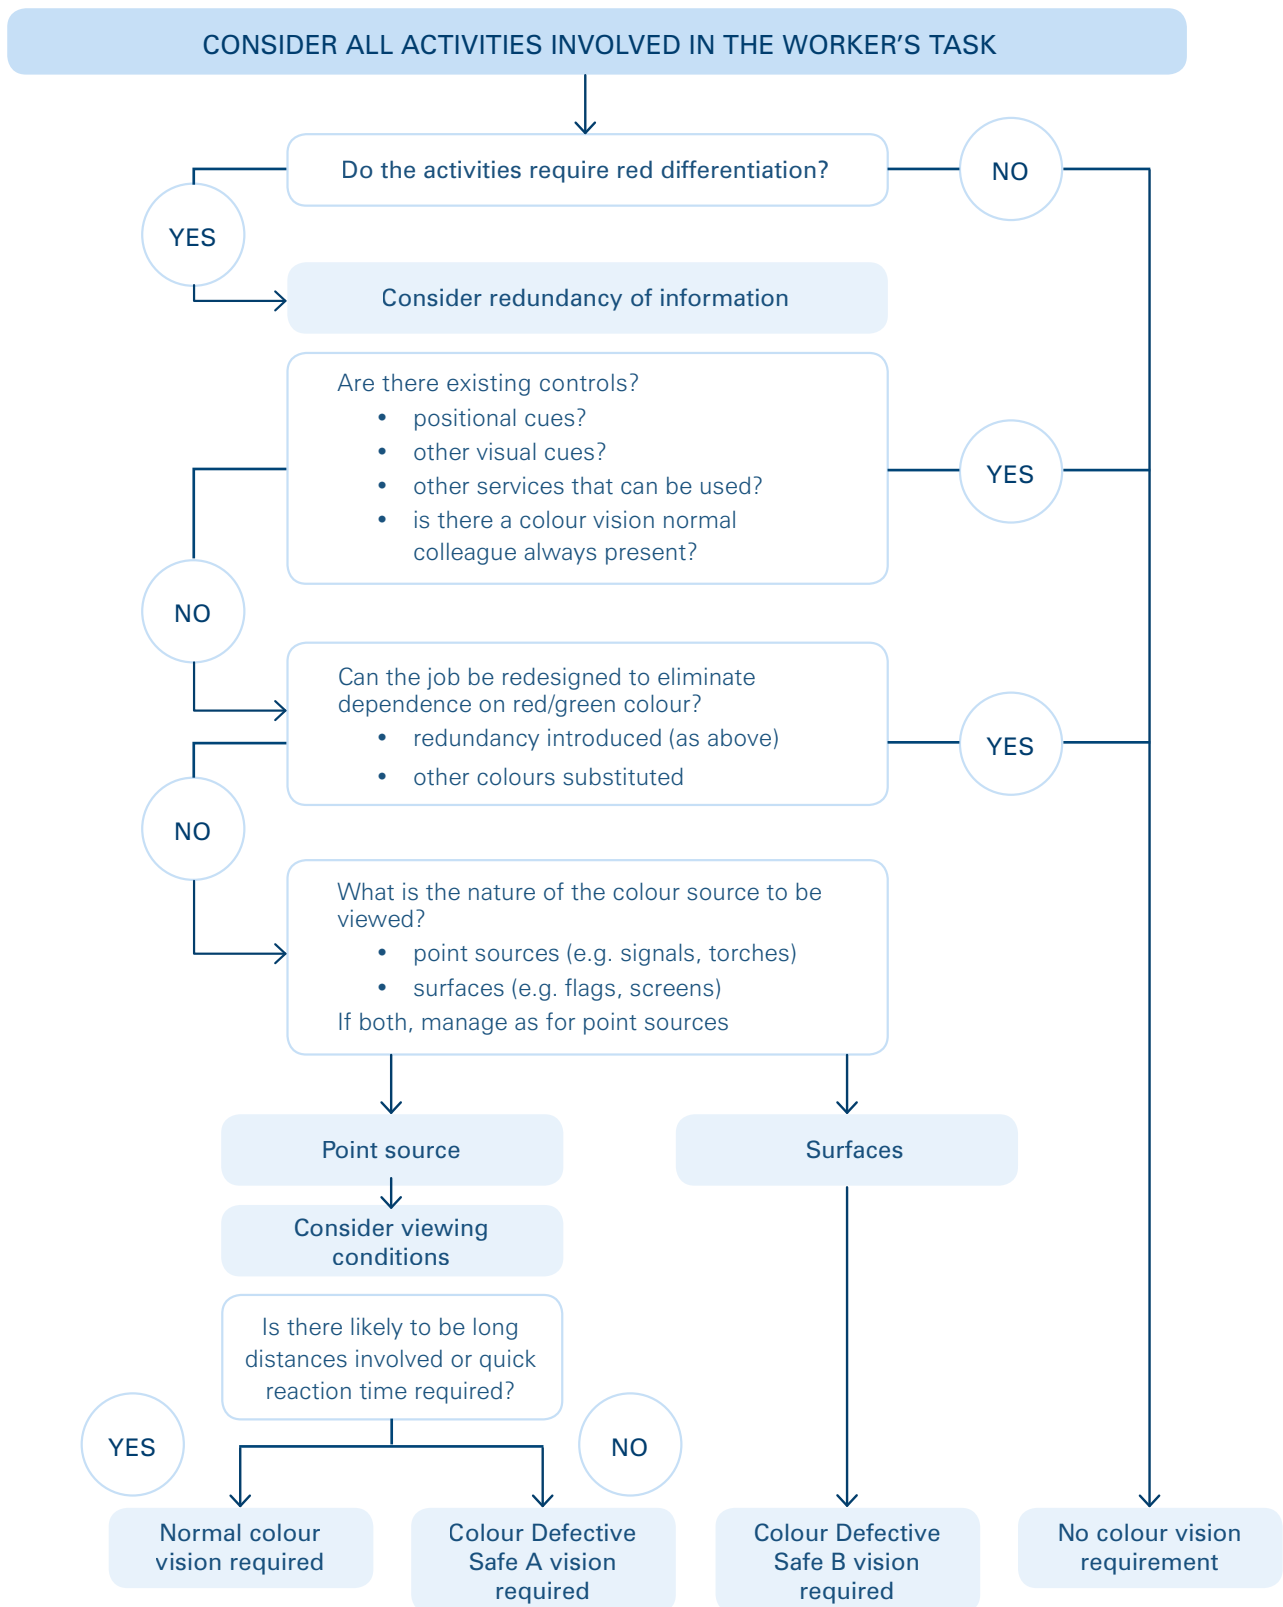 CONSIDER ALL ACTIVITIES INVOLVED IN THE WORKER’S TASK
Do the activities require red differentiation?
NO
YES
Consider redundancy of information
Are there existing controls?
• positional cues?
• other visual cues?
• other services that can be used?
• is there a colour vision normal
colleague always present?
YES
NO
Can the job be redesigned to eliminate
dependence on red/green colour?
• redundancy introduced (as above)
• other colours substituted
YES
NO
What is the nature of the colour source to be
viewed?
• point sources (e.g. signals, torches)
• surfaces (e.g. flags, screens)
If both, manage as for point sources
Point source
Surfaces
Consider viewing
conditions
Is there likely to be long
distances involved or quick
reaction time required?
YES
NO
Normal colour
vision required
Colour Defective
Safe A vision
required
Colour Defective
Safe B vision
required
No colour vision
requirement